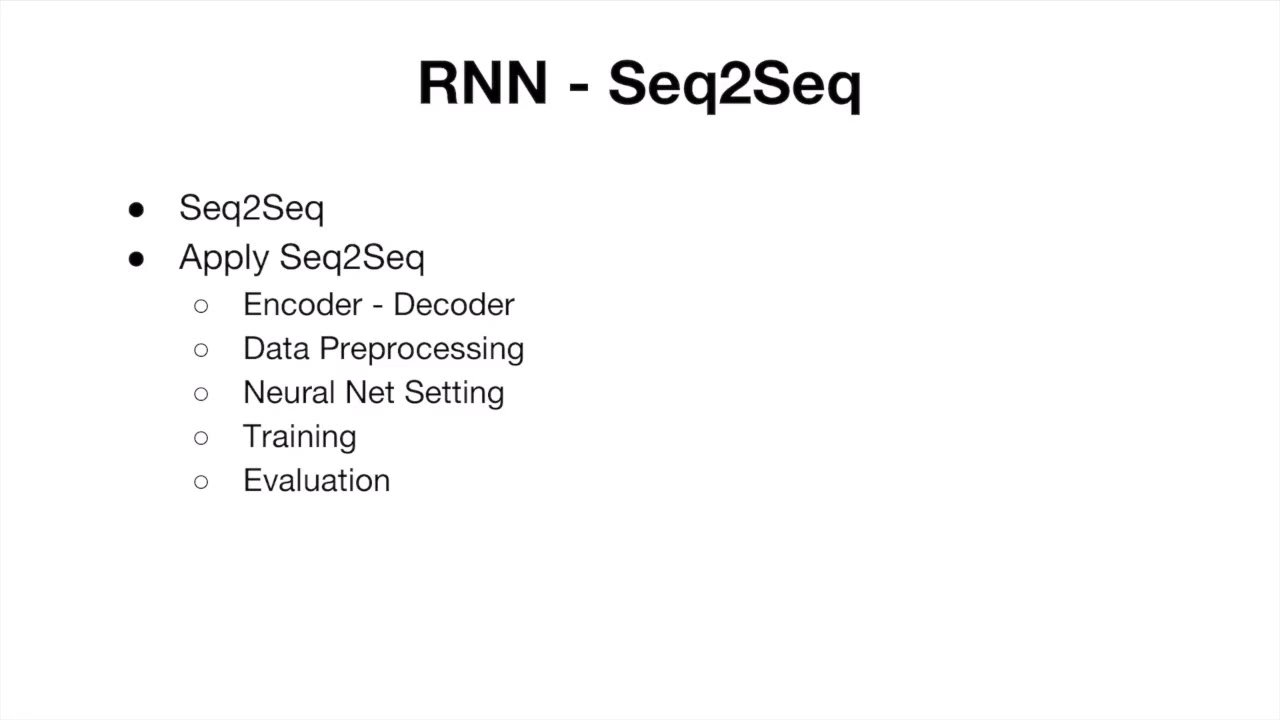 RNN - Seq2Seq
● Seq2Seq
● Apply Seq2Seq
○ Encoder - Decoder
○ Data Preprocessing
○ Neural Net Setting
○ Training
○ Evaluation